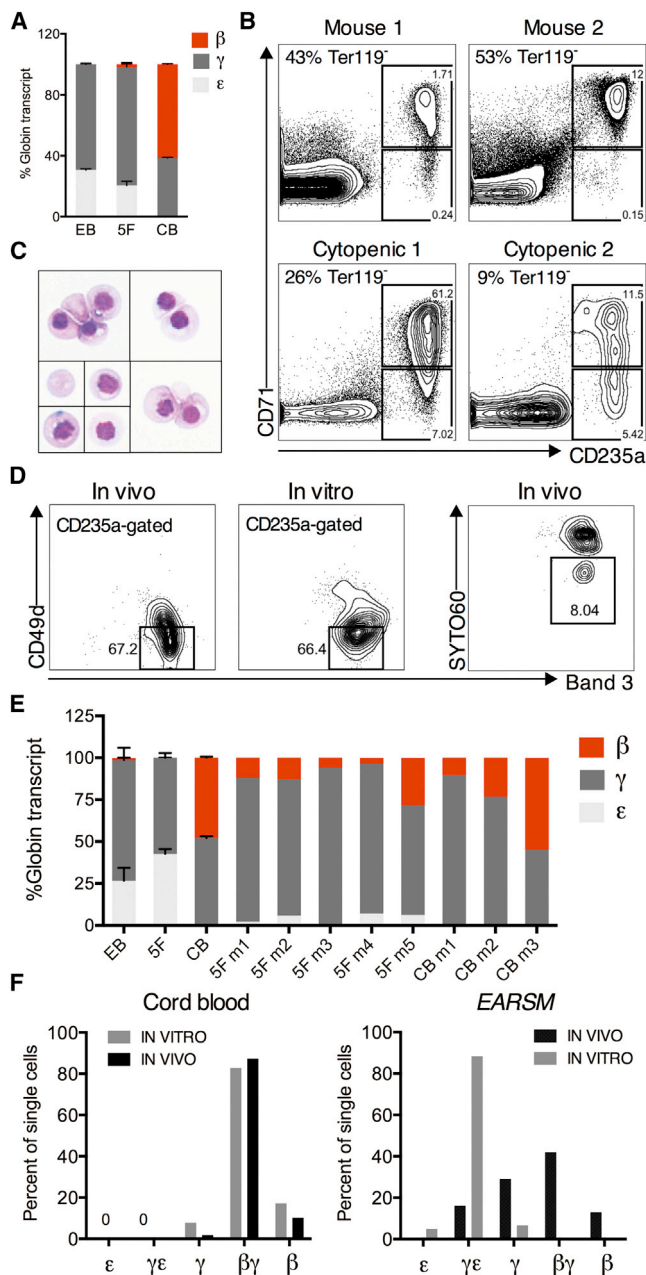 A
120
80
40
0
% Globin transcript
EB 5F CB
β
γ
ε
B
Mouse 1
43% Ter119-
1.71
0.24
Mouse 2
53% Ter119-
12
0.15
Cytopenic 1
26% Ter119-
61.2
7.02
Cytopenic 2
9% Ter119-
11.5
5.42
CD71
CD235a
C
D
In vivo
CD235a-gated
67.2
In vitro
CD235a-gated
66.4
In vivo
8.04
CD49d
SYTO60
Band 3
E
125
100
75
50
25
0
%Globin transcript
EB 5F CB 5F m1 5F m2 5F m3 5F m4 5F m5 CB m1 CB m2 CB m3
β
γ
ε
F
Cord blood
100
80
60
40
20
0
Percent of single cells
IN VITRO
IN VIVO
0 0
ε γε γ βγ β
EARSM
100
80
60
40
20
0
Percent of single cells
IN VIVO
IN VITRO
ε γε γ βγ β